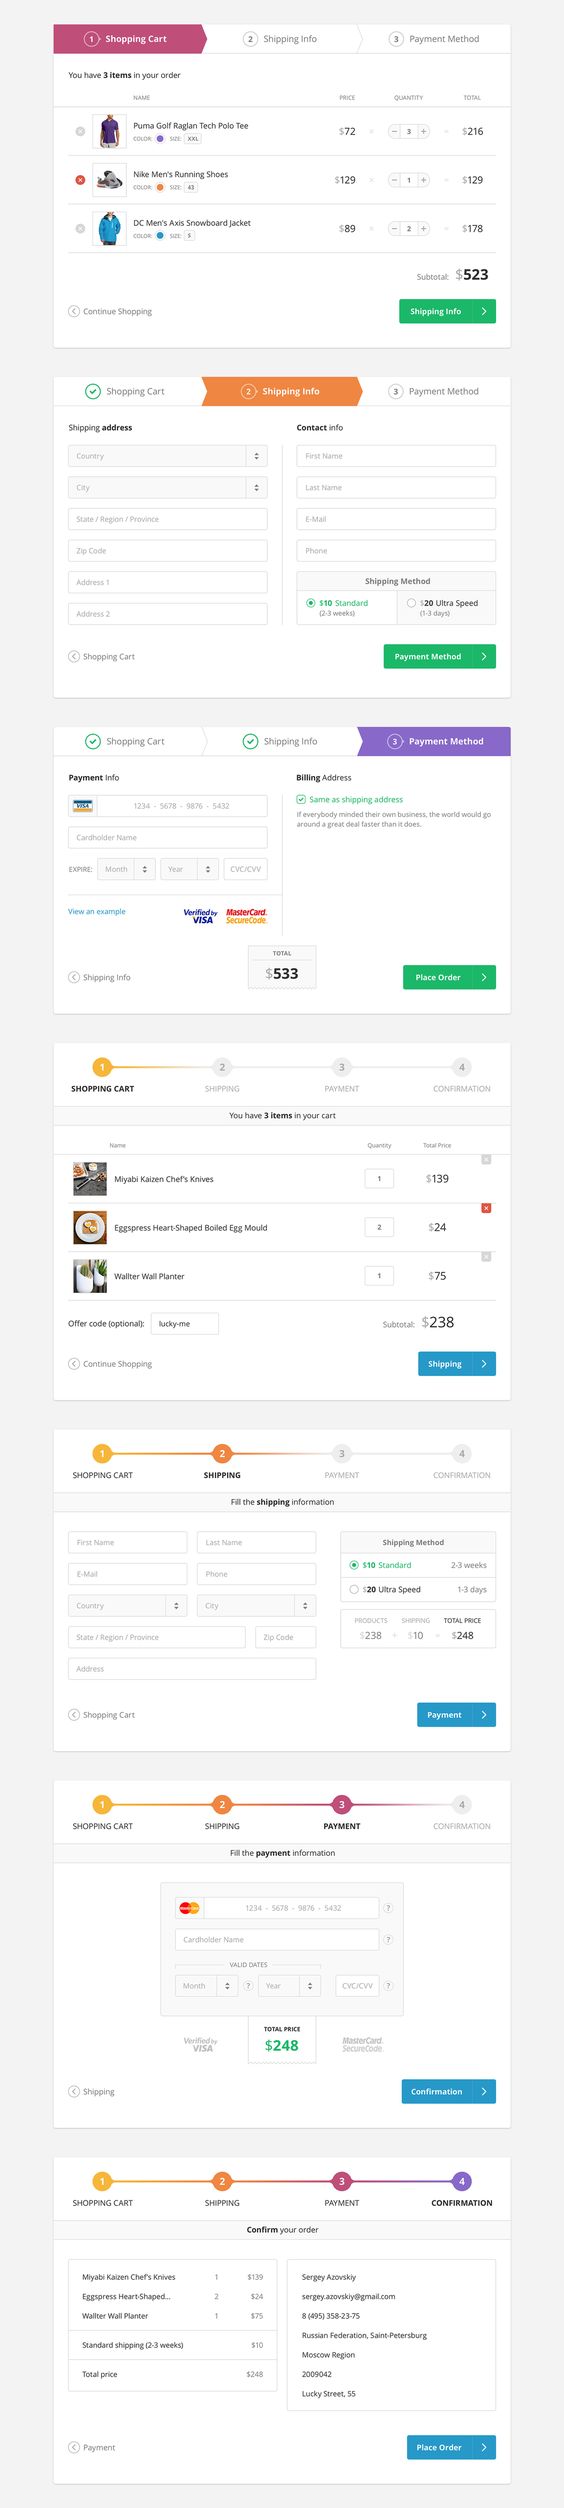 1 Shopping Cart 2 Shipping Info 3 Payment Method
You have 3 items in your order
NAME PRICE QUANTITY TOTAL
Puma Golf Raglan Tech Polo Tee
COLOR: SIZE: XXL
$72 × − 3 + = $216
Nike Men's Running Shoes
COLOR: SIZE: 43
$129 × − 1 + = $129
DC Men's Axis Snowboard Jacket
COLOR: SIZE: S
$89 × − 2 + = $178
Subtotal: $523
Continue Shopping Shipping Info
Shopping Cart 2 Shipping Info 3 Payment Method
Shipping address Contact info
Country First Name
City Last Name
State / Region / Province E-Mail
Zip Code Phone
Address 1 Shipping Method
$10 Standard $20 Ultra Speed
(2-3 weeks) (1-3 days)
Address 2
Shopping Cart Payment Method
Shopping Cart Shipping Info 3 Payment Method
Payment Info Billing Address
VISA 1234 - 5678 - 9876 - 5432 Same as shipping address
If everybody minded their own business, the world would go
around a great deal faster than it does.
Cardholder Name
EXPIRE: Month Year CVC/CVV
View an example Verified by VISA MasterCard. SecureCode.
TOTAL
$533
Shipping Info Place Order
1 2 3 4
SHOPPING CART SHIPPING PAYMENT CONFIRMATION
You have 3 items in your cart
Name Quantity Total Price
Miyabi Kaizen Chef's Knives 1 $139
Eggspress Heart-Shaped Boiled Egg Mould 2 $24
Wallter Wall Planter 1 $75
Offer code (optional): lucky-me Subtotal: $238
Continue Shopping Shipping
1 2 3 4
SHOPPING CART SHIPPING PAYMENT CONFIRMATION
Fill the shipping information
First Name Last Name Shipping Method
E-Mail Phone $10 Standard 2-3 weeks
Country City $20 Ultra Speed 1-3 days
PRODUCTS SHIPPING TOTAL PRICE
State / Region / Province Zip Code $238 + $10 = $248
Address
Shopping Cart Payment
1 2 3 4
SHOPPING CART SHIPPING PAYMENT CONFIRMATION
Fill the payment information
MasterCard 1234 - 5678 - 9876 - 5432 ?
Cardholder Name ?
VALID DATES
Month ? Year CVC/CVV ?
TOTAL PRICE
Verified by VISA $248 MasterCard. SecureCode.
Shipping Confirmation
1 2 3 4
SHOPPING CART SHIPPING PAYMENT CONFIRMATION
Confirm your order
Miyabi Kaizen Chef's Knives 1 $139
Eggspress Heart-Shaped... 2 $24
Wallter Wall Planter 1 $75
Standard shipping (2-3 weeks) $10
Total price $248
Sergey Azovskiy
sergey.azovskiy@gmail.com
8 (495) 358-23-75
Russian Federation, Saint-Petersburg
Moscow Region
2009042
Lucky Street, 55
Payment Place Order